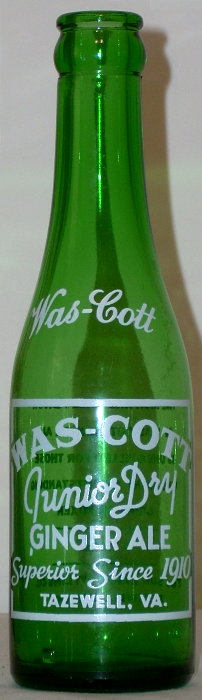 Was-Cott
WAS-COTT
Junior Dry
GINGER ALE
Superior Since 1910
TAZEWELL, VA.